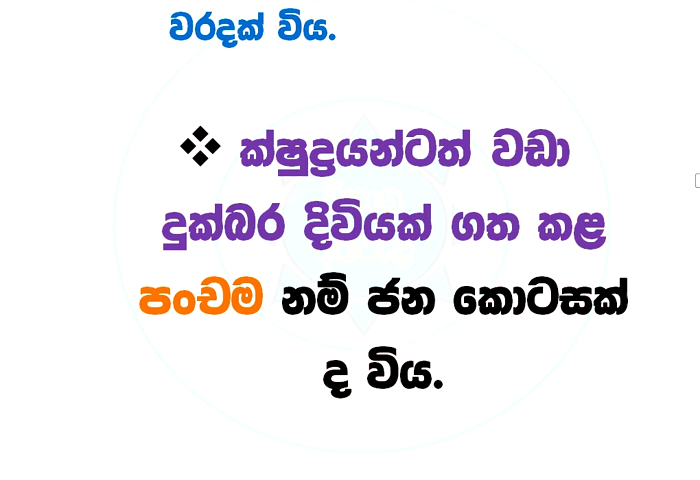 වරදක් විය.
❖ ක්ෂුද්‍රයන්ටත් වඩා
දුක්බර දිවියක් ගත කළ
පංචම නම් ජන කොටසක්
ද විය.